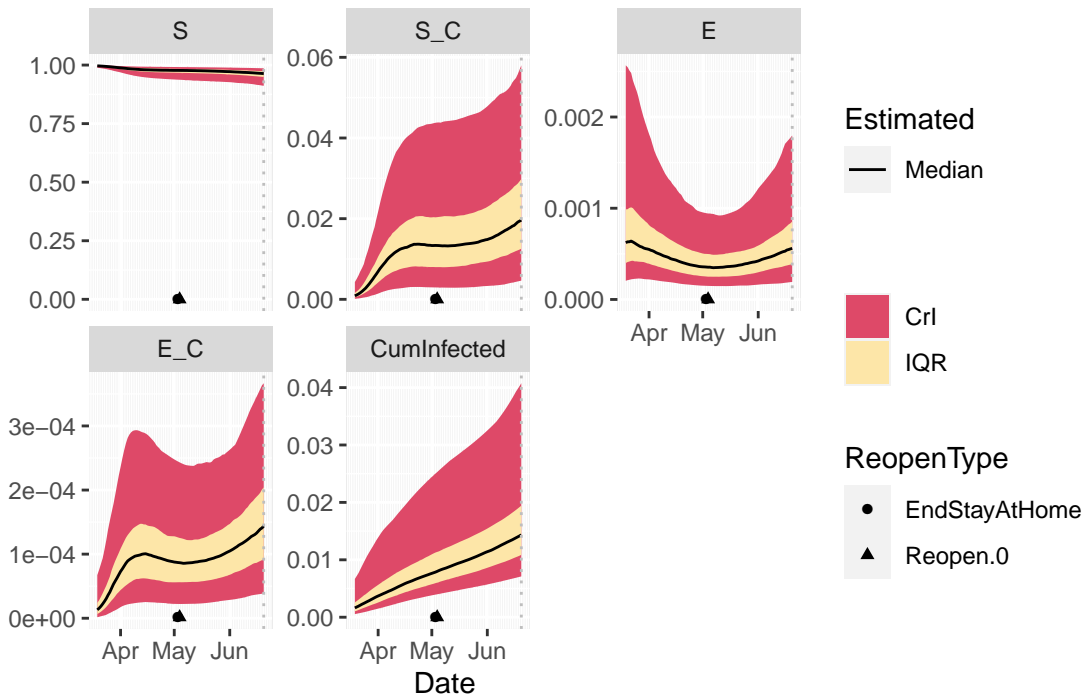 S
S_C
E
1.00
0.75
0.50
0.25
0.00
0.06
0.04
0.02
0.00
0.002
0.001
0.000
Apr May Jun
E_C
CumInfected
3e−04
2e−04
1e−04
0e+00
0.04
0.03
0.02
0.01
0.00
Apr May Jun
Apr May Jun
Date
Estimated
Median
CrI
IQR
ReopenType
EndStayAtHome
Reopen.0